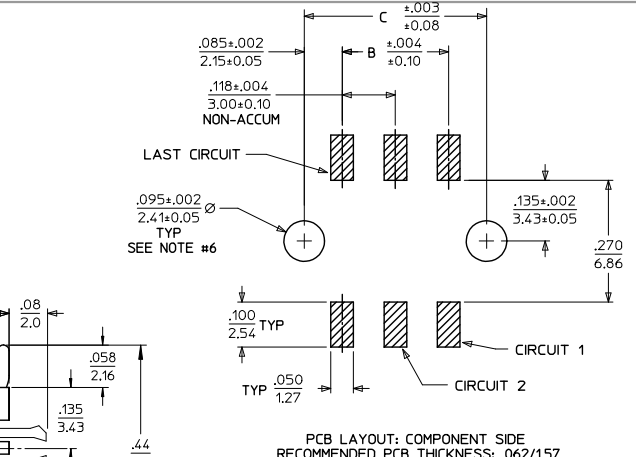 C ±.003
±0.08
.085±.002
2.15±0.05
B ±.004
±0.10
.118±.004
3.00±0.10
NON-ACCUM
LAST CIRCUIT
.095±.002 Ø
2.41±0.05
TYP
SEE NOTE #6
.135±.002
3.43±0.05
.270
6.86
.100 TYP
2.54
CIRCUIT 1
CIRCUIT 2
TYP .050
1.27
.08
2.0
.058
2.16
.135
3.43
.44
PCB LAYOUT: COMPONENT SIDE
RECOMMENDED PCB THICKNESS: .062/1.57